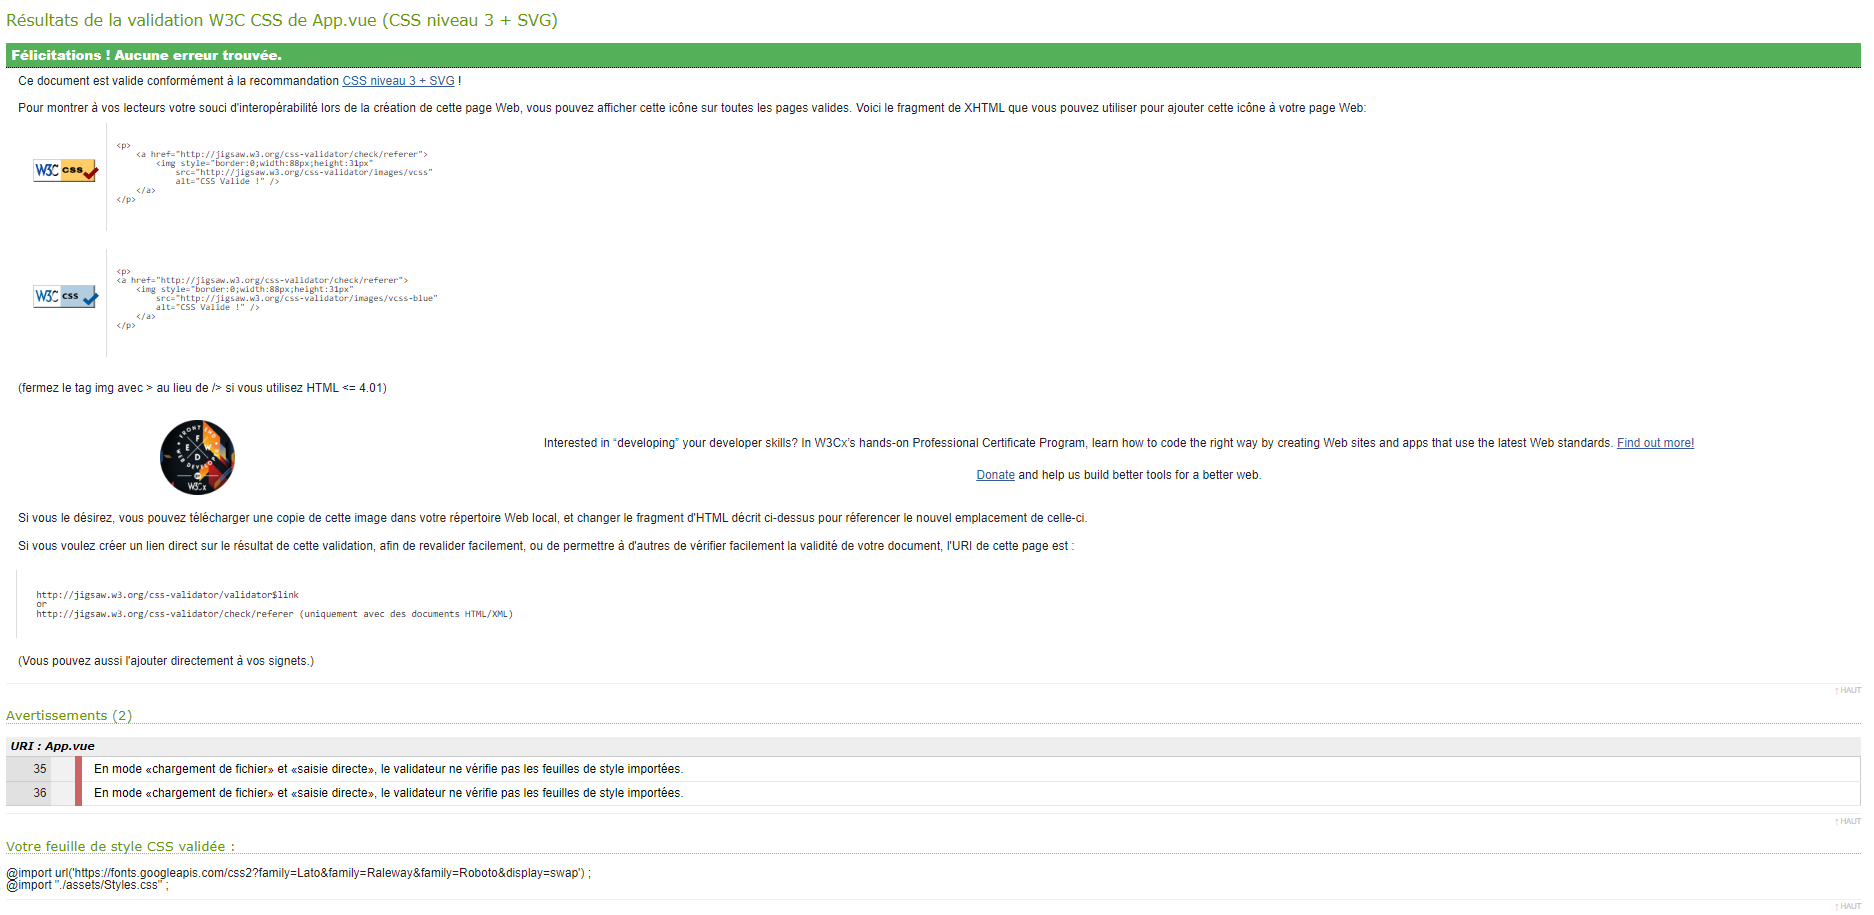 Résultats de la validation W3C CSS de App.vue (CSS niveau 3 + SVG)
Félicitations ! Aucune erreur trouvée.
Ce document est valide conformément à la recommandation CSS niveau 3 + SVG !
Pour montrer à vos lecteurs votre souci d'interopérabilité lors de la création de cette page Web, vous pouvez afficher cette icône sur toutes les pages valides. Voici le fragment de XHTML que vous pouvez utiliser pour ajouter cette icône à votre page Web:
W3C css
<p>
<a href="http://jigsaw.w3.org/css-validator/check/referer">
<img style="border:0;width:88px;height:31px"
src="http://jigsaw.w3.org/css-validator/images/vcss"
alt="CSS Valide !" />
</a>
</p>
W3C css
<p>
<a href="http://jigsaw.w3.org/css-validator/check/referer">
<img style="border:0;width:88px;height:31px"
src="http://jigsaw.w3.org/css-validator/images/vcss-blue"
alt="CSS Valide !" />
</a>
</p>
(fermez le tag img avec > au lieu de /> si vous utilisez HTML <= 4.01)
FRONT END
WEB DEVELOPER
F E W D
W3Cx
Interested in “developing” your developer skills? In W3Cx’s hands-on Professional Certificate Program, learn how to code the right way by creating Web sites and apps that use the latest Web standards. Find out more!
Donate and help us build better tools for a better web.
Si vous le désirez, vous pouvez télécharger une copie de cette image dans votre répertoire Web local, et changer le fragment d'HTML décrit ci-dessus pour réferencer le nouvel emplacement de celle-ci.
Si vous voulez créer un lien direct sur le résultat de cette validation, afin de revalider facilement, ou de permettre à d'autres de vérifier facilement la validité de votre document, l'URI de cette page est :
http://jigsaw.w3.org/css-validator/validator$link
or
http://jigsaw.w3.org/css-validator/check/referer (uniquement avec des documents HTML/XML)
(Vous pouvez aussi l'ajouter directement à vos signets.)
↑ HAUT
Avertissements (2)
URI : App.vue
35 En mode «chargement de fichier» et «saisie directe», le validateur ne vérifie pas les feuilles de style importées.
36 En mode «chargement de fichier» et «saisie directe», le validateur ne vérifie pas les feuilles de style importées.
↑ HAUT
Votre feuille de style CSS validée :
@import url('https://fonts.googleapis.com/css2?family=Lato&family=Raleway&family=Roboto&display=swap') ;
@import "./assets/Styles.css" ;
↑ HAUT